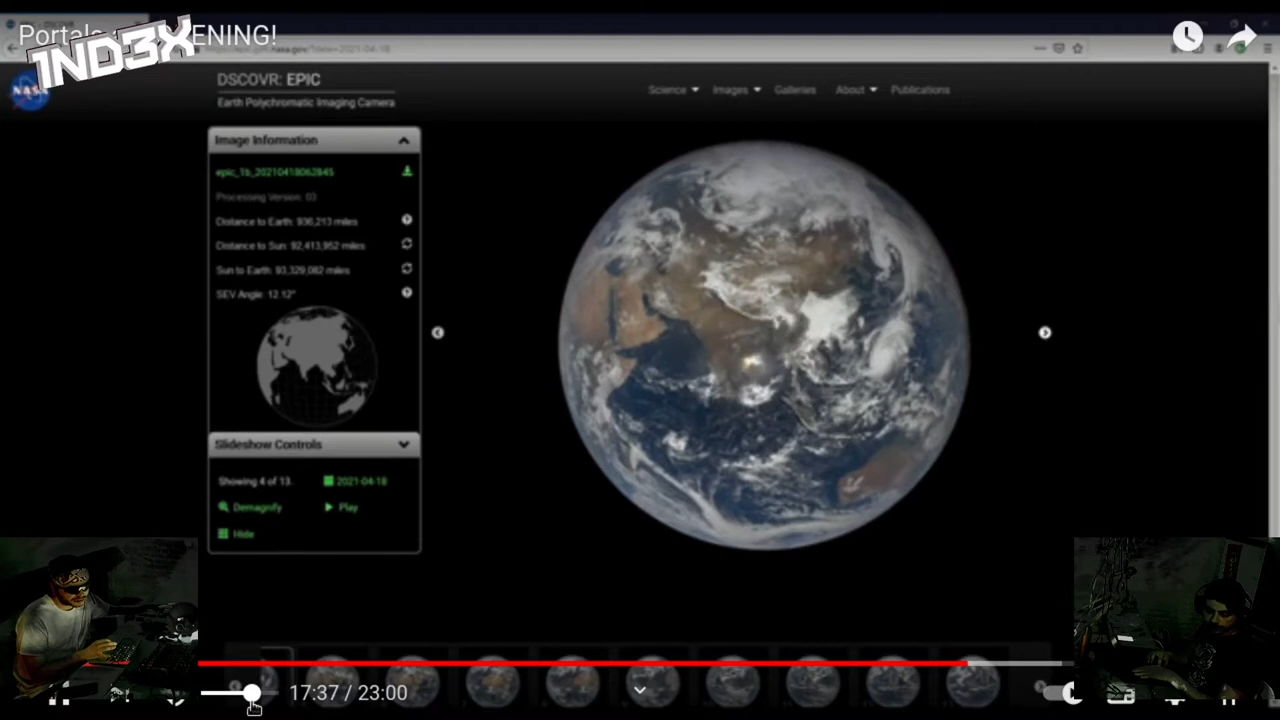 Portals
ENING!
1ND3X
NASA
DSCOVR: EPIC
Earth Polychromatic Imaging Camera
Science
Images
Galleries
About
Publications
Image Information
epic_1b_20210418062845
Processing Version: 03
Distance to Earth: 936,213 miles
Distance to Sun: 92,413,952 miles
Sun to Earth: 93,329,082 miles
SEV Angle: 12.12°
Slideshow Controls
Showing 4 of 13.
2021-04-18
Demagnify
Play
Hide
17:37 / 23:00